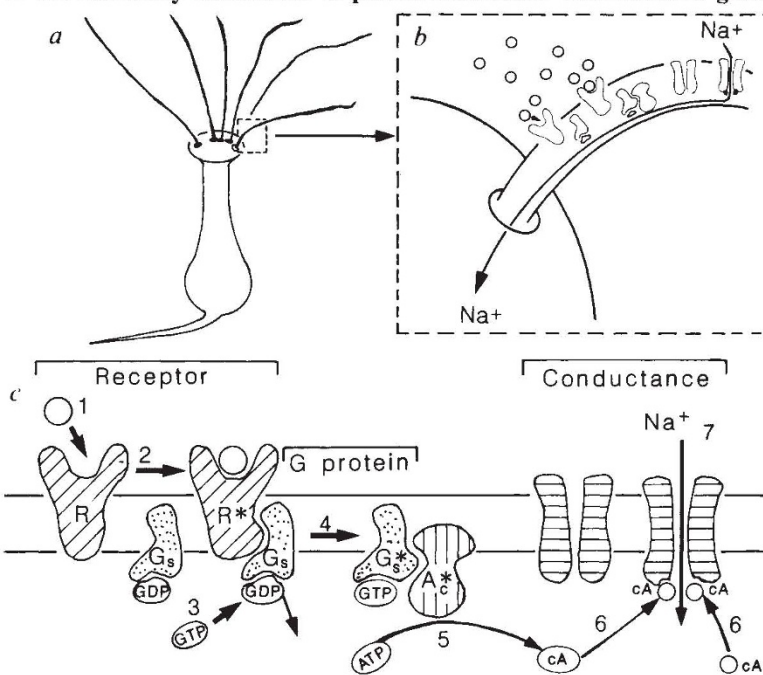 a
b
Na+
Na+
Receptor
Conductance
c
1
2
Na+ 7
G protein
R
R*
4
Gs
Gs
Gs*
Ac*
GDP
3
GDP
GTP
cA
cA
GTP
5
6
6
ATP
cA
cA